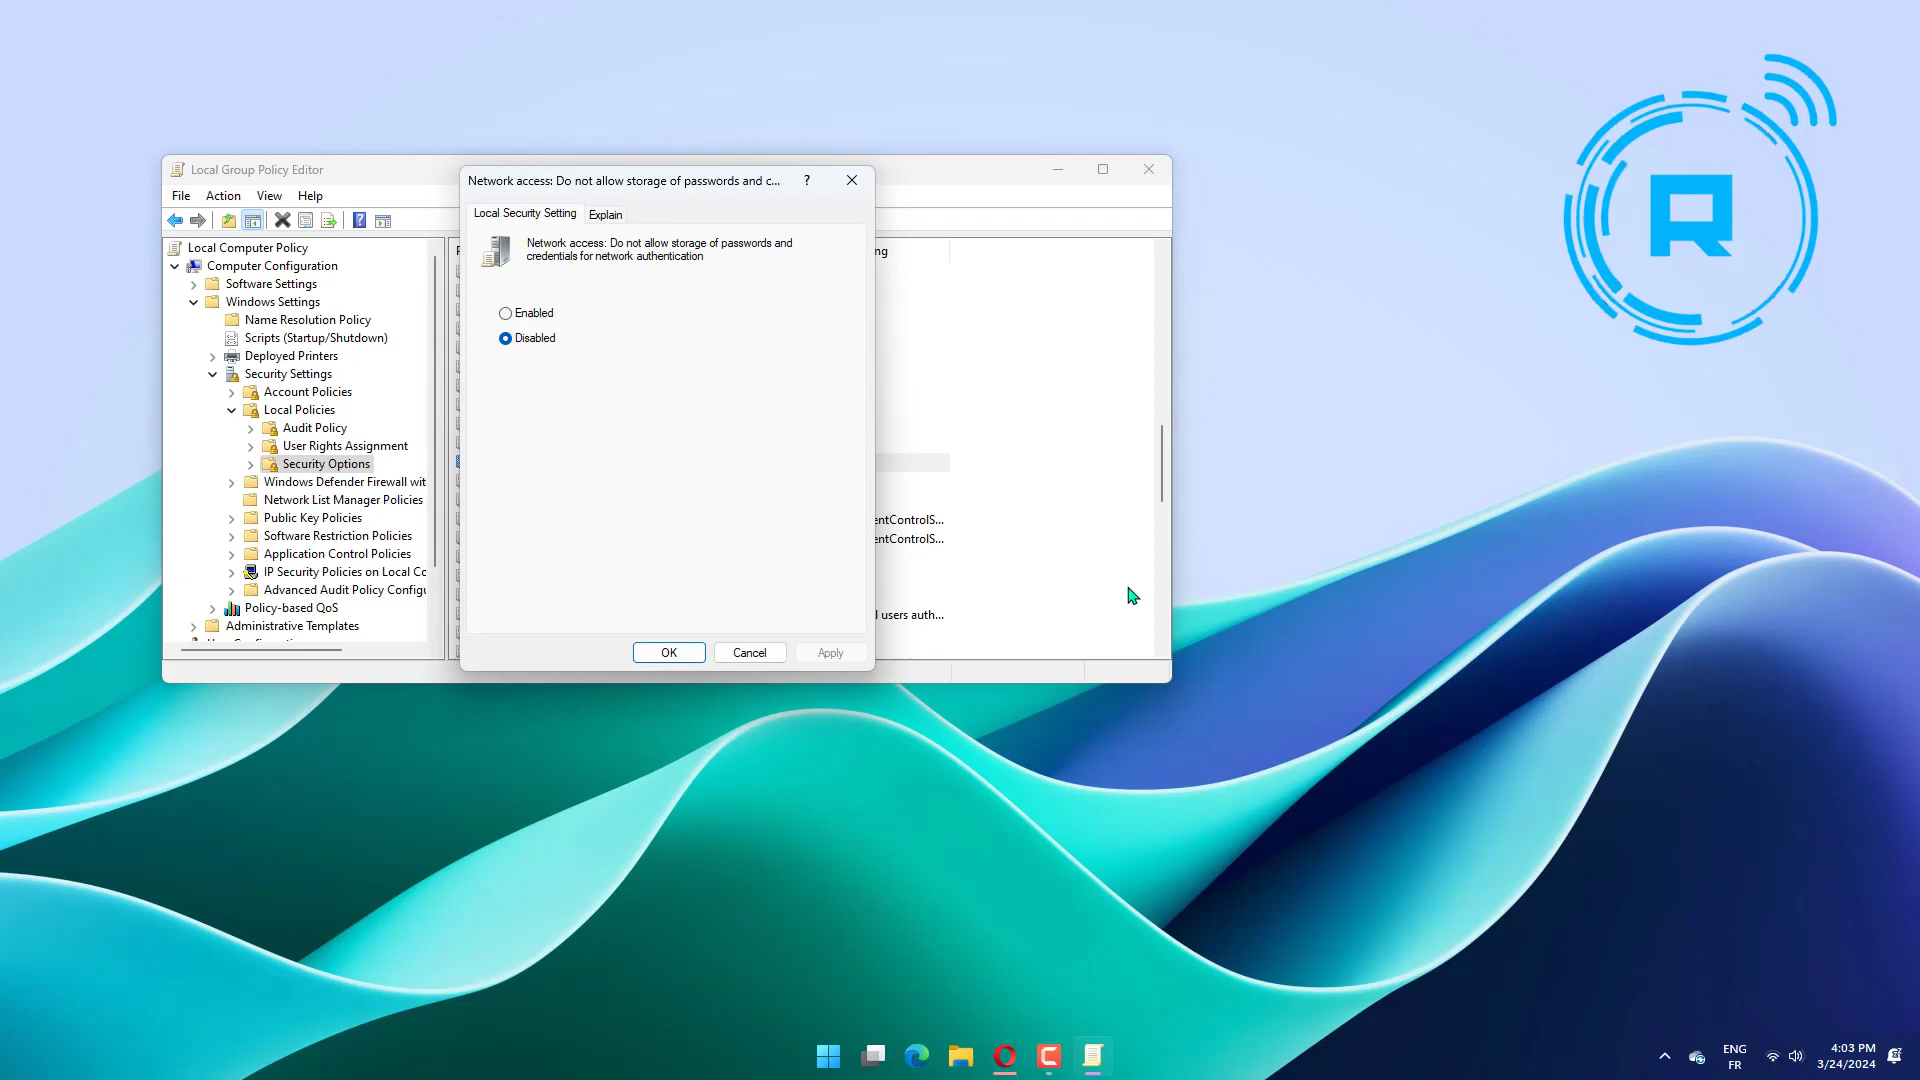 Local Group Policy Editor
File Action View Help
Local Computer Policy
Computer Configuration
Software Settings
Windows Settings
Name Resolution Policy
Scripts (Startup/Shutdown)
Deployed Printers
Security Settings
Account Policies
Local Policies
Audit Policy
User Rights Assignment
Security Options
Windows Defender Firewall wit
Network List Manager Policies
Public Key Policies
Software Restriction Policies
Application Control Policies
IP Security Policies on Local Co
Advanced Audit Policy Configu
Policy-based QoS
Administrative Templates
Network access: Do not allow storage of passwords and c... ?
Local Security Setting Explain
Network access: Do not allow storage of passwords and
credentials for network authentication
Enabled
Disabled
OK Cancel Apply
ng
entControlS...
entControlS...
l users auth...
R
ENG
FR
4:03 PM
3/24/2024